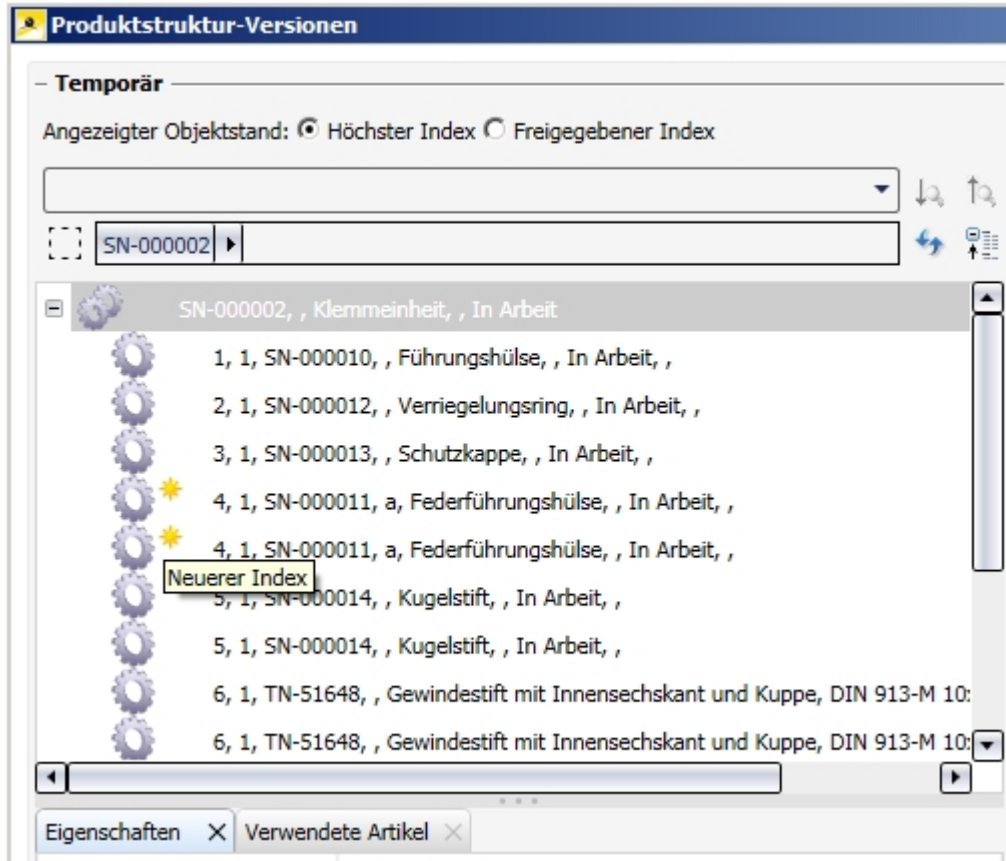 Produktstruktur-Versionen
Temporär
Angezeigter Objektstand: Höchster Index Freigegebener Index
SN-000002
SN-000002, , Klemmeinheit, , In Arbeit
1, 1, SN-000010, , Führungshülse, , In Arbeit, ,
2, 1, SN-000012, , Verriegelungsring, , In Arbeit, ,
3, 1, SN-000013, , Schutzkappe, , In Arbeit, ,
4, 1, SN-000011, a, Federführungshülse, , In Arbeit, ,
4, 1, SN-000011, a, Federführungshülse, , In Arbeit, ,
Neuerer Index
5, 1, SN-000014, , Kugelstift, , In Arbeit, ,
5, 1, SN-000014, , Kugelstift, , In Arbeit, ,
6, 1, TN-51648, , Gewindestift mit Innensechskant und Kuppe, DIN 913-M 10
6, 1, TN-51648, , Gewindestift mit Innensechskant und Kuppe, DIN 913-M 10
Eigenschaften Verwendete Artikel